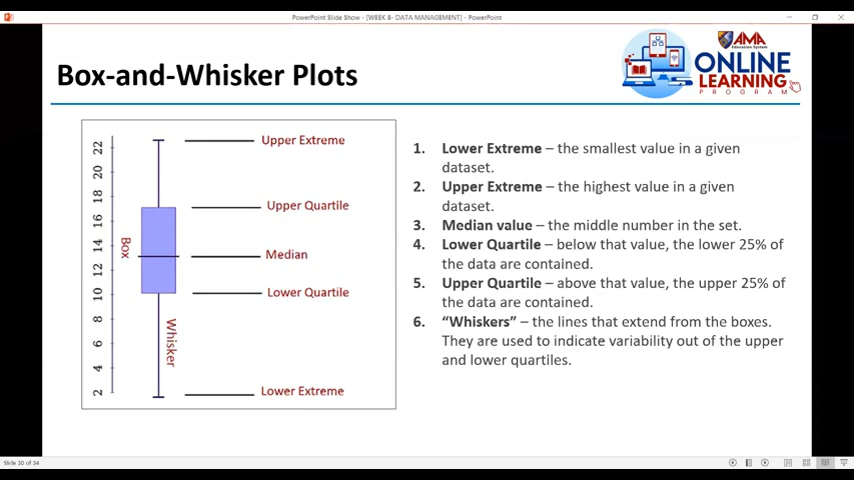 PowerPoint Slide Show - [WEEK 8- DATA MANAGEMENT] - PowerPoint
AMA
Education System
ONLINE
LEARNING
PROGRAM
Box-and-Whisker Plots
22
20
18
16
14
12
10
8
6
4
2
Box
Whisker
Upper Extreme
Upper Quartile
Median
Lower Quartile
Lower Extreme
1. Lower Extreme – the smallest value in a given
dataset.
2. Upper Extreme – the highest value in a given
dataset.
3. Median value – the middle number in the set.
4. Lower Quartile – below that value, the lower 25% of
the data are contained.
5. Upper Quartile – above that value, the upper 25% of
the data are contained.
6. “Whiskers” – the lines that extend from the boxes.
They are used to indicate variability out of the upper
and lower quartiles.
Slide 30 of 34